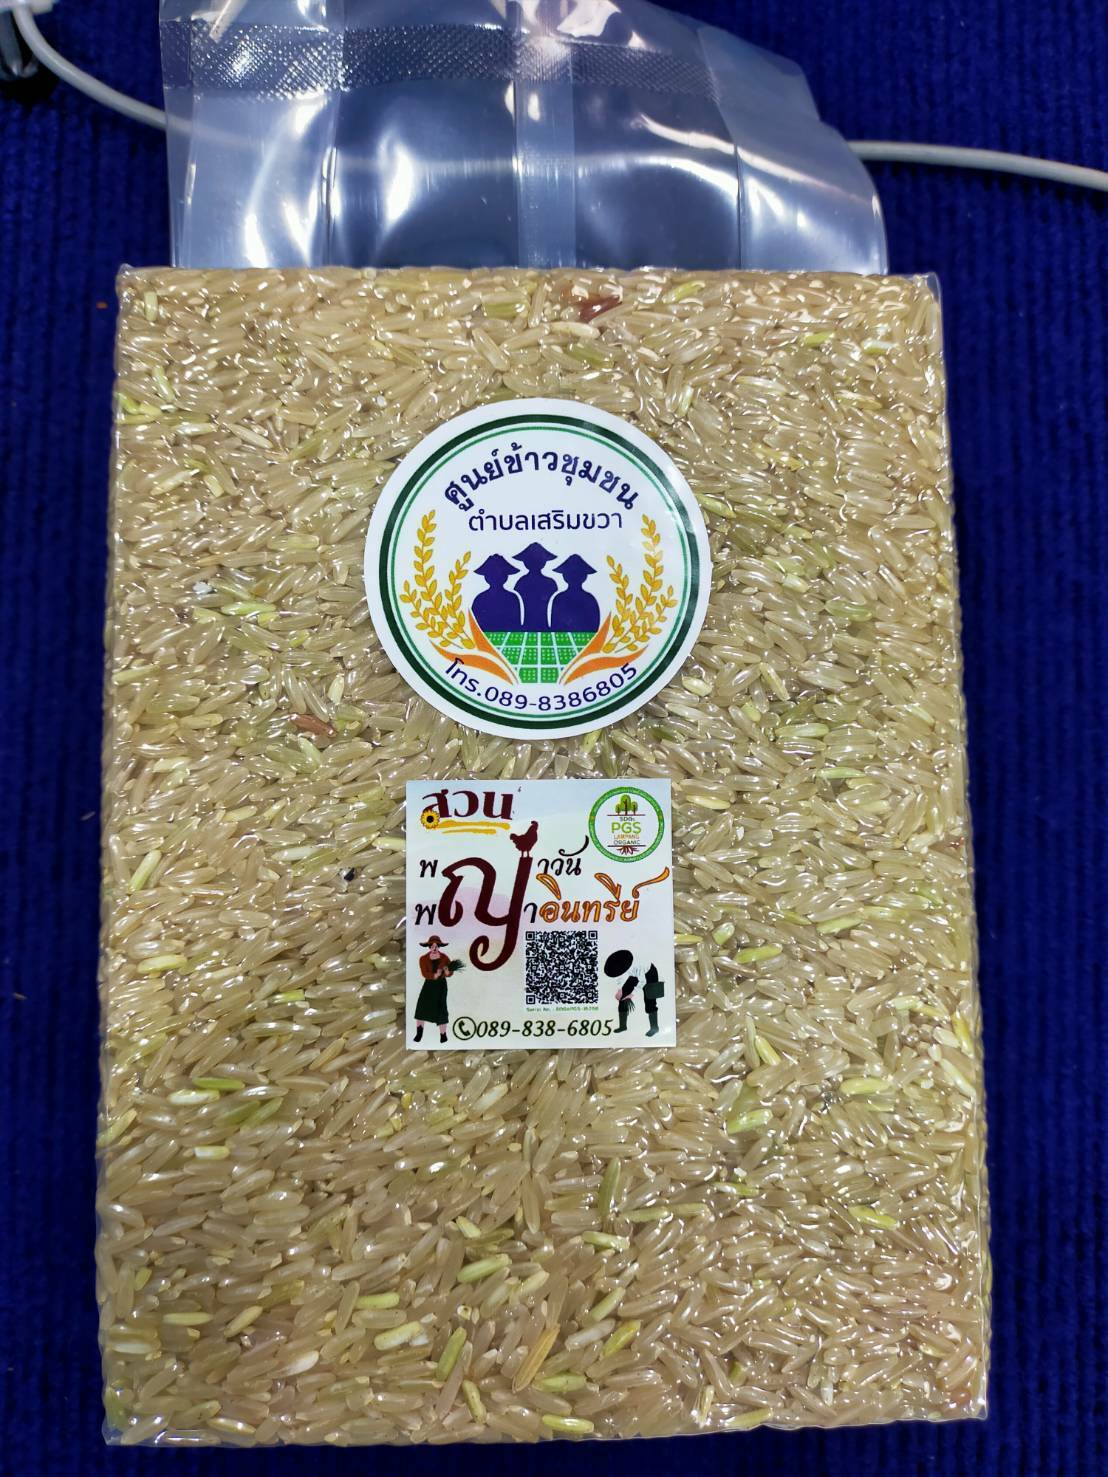 ศูนย์ข้าวชุมชน
ตำบลเสริมขวา
โทร.089-8386805
สวน
พญาวัน
พญาอินทรีย์
SDGs
PGS
LAMPANG
ORGANIC
089-838-6805